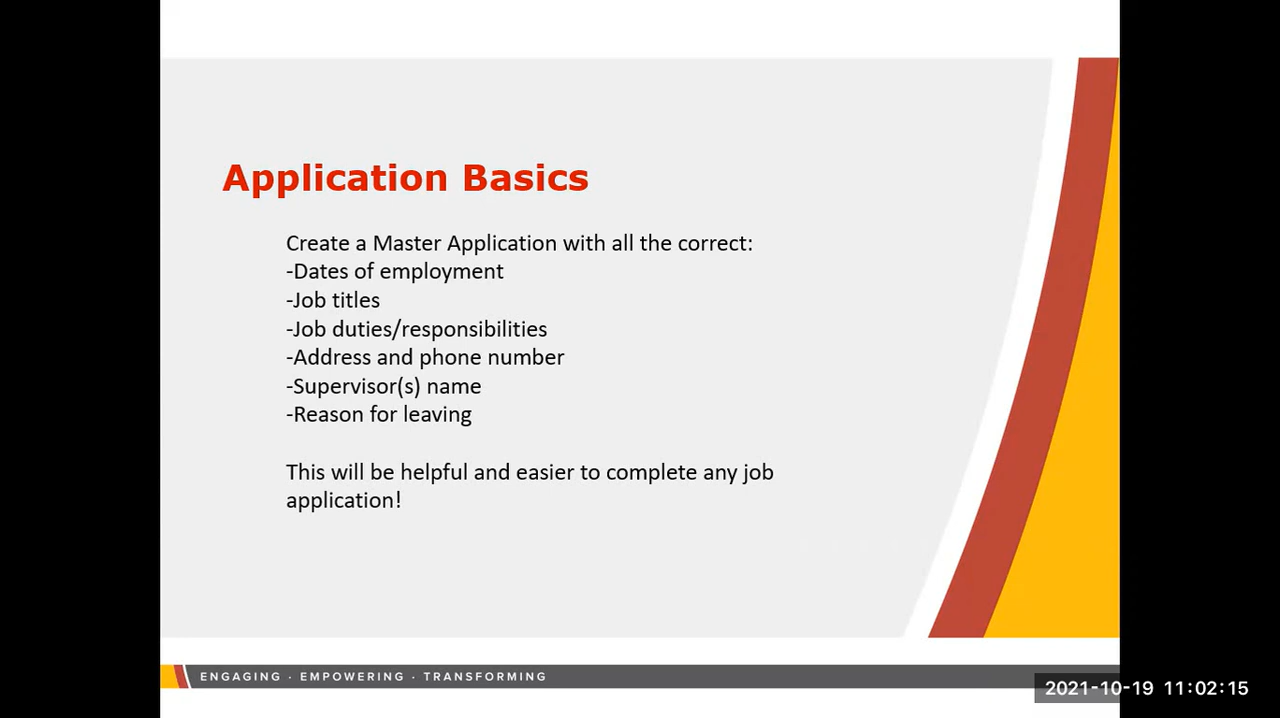 Application Basics
Create a Master Application with all the correct:
-Dates of employment
-Job titles
-Job duties/responsibilities
-Address and phone number
-Supervisor(s) name
-Reason for leaving
This will be helpful and easier to complete any job
application!
ENGAGING · EMPOWERING · TRANSFORMING
2021-10-19 11:02:15